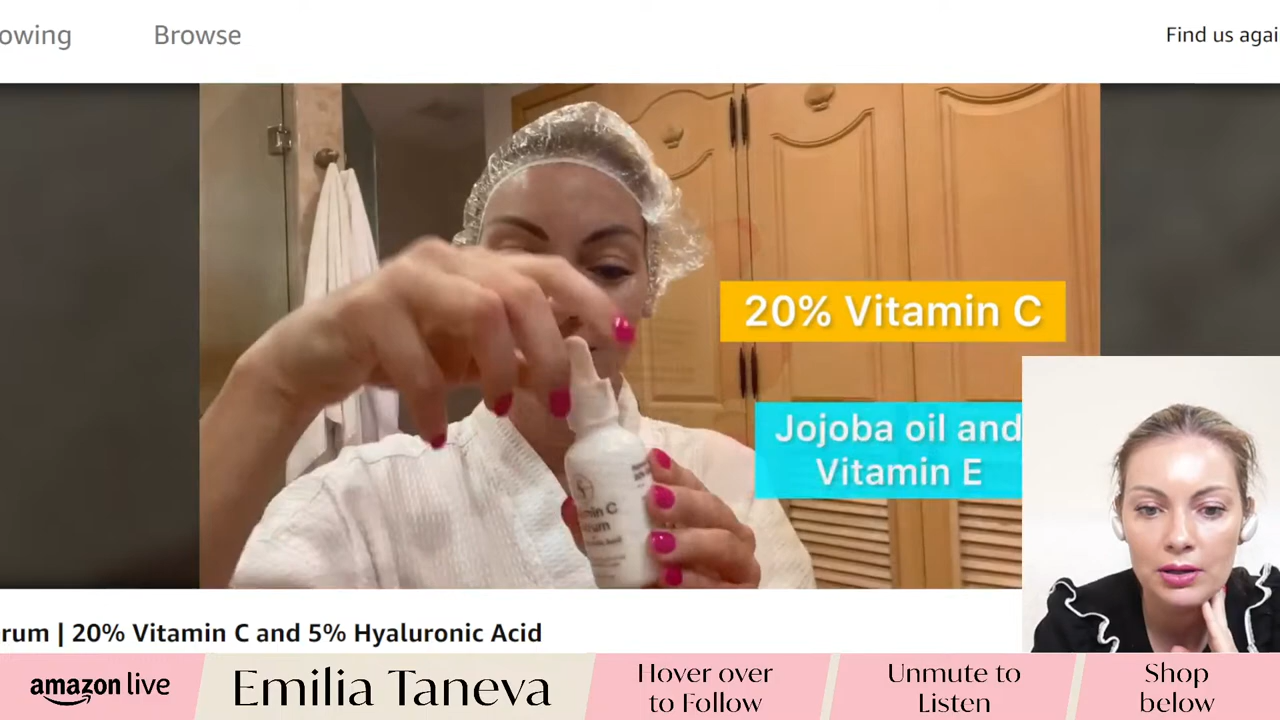 owing
Browse
Find us agai
20% Vitamin C
Jojoba oil and
Vitamin E
min C
rum | 20% Vitamin C and 5% Hyaluronic Acid
amazon live
Emilia Taneva
Hover over
to Follow
Unmute to
Listen
Shop
below